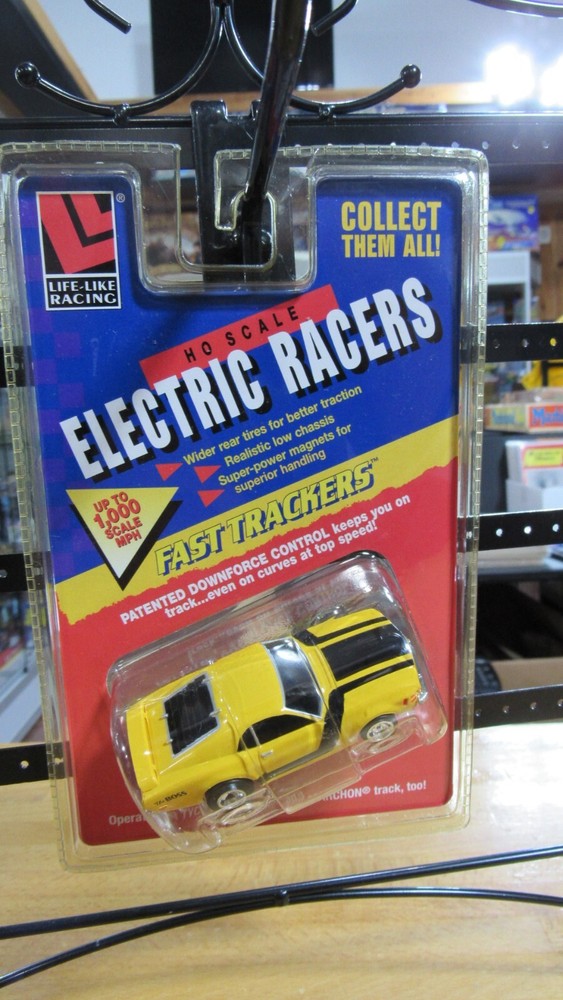 LIFE-LIKE
RACING
®
COLLECT
THEM ALL!
HO SCALE
ELECTRIC RACERS
Wider rear tires for better traction
Realistic low chassis
Super-power magnets for
superior handling
UP TO
1,000
SCALE
MPH
FAST TRACKERS™
PATENTED DOWNFORCE CONTROL keeps you on
track...even on curves at top speed!
BOSS
track, too!